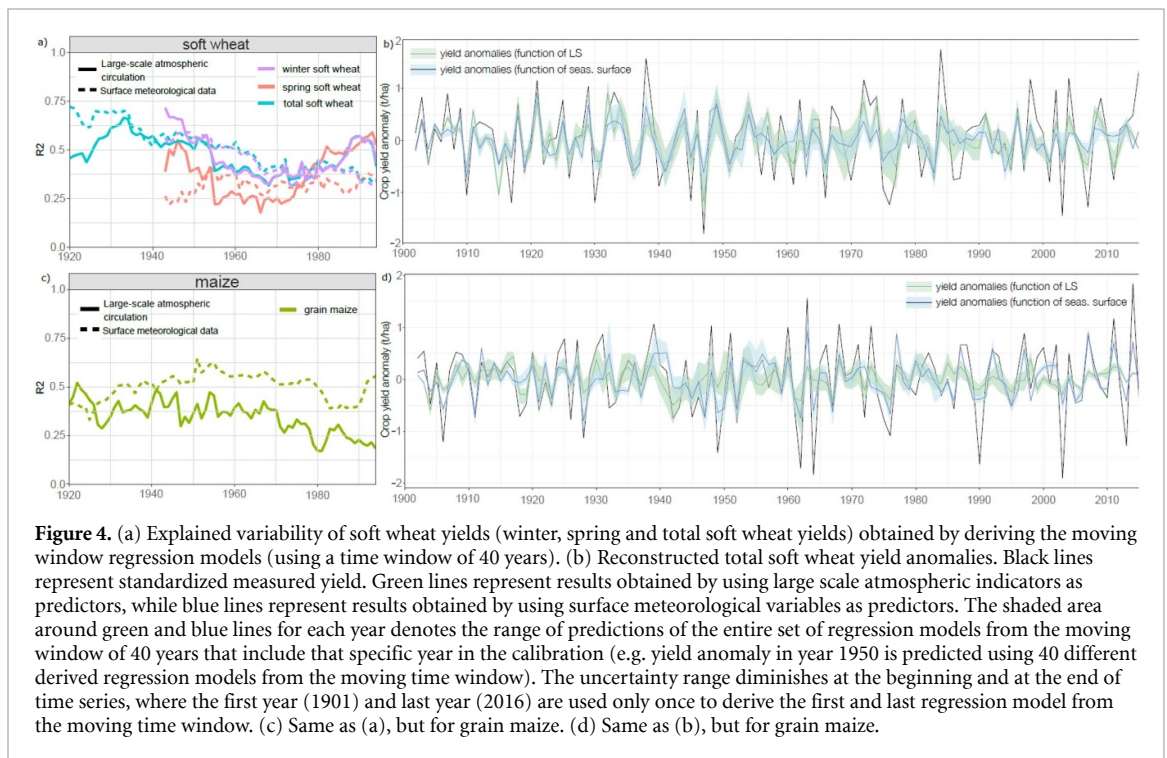 a)
soft wheat
1.0
0.75
0.5
0.25
0.0
R2
Large-scale atmospheric
circulation
Surface meteorological data
winter soft wheat
spring soft wheat
total soft wheat
1920
1940
1960
1980
b)
2
1
0
-1
-2
Crop yield anomaly (t/ha)
yield anomalies (function of LS
yield anomalies (function of seas. surface
1900
1910
1920
1930
1940
1950
1960
1970
1980
1990
2000
2010
c)
maize
1.0
0.75
0.5
0.25
0.0
R2
Large-scale atmospheric
circulation
Surface meteorological data
grain maize
1920
1940
1960
1980
d)
2
1
0
-1
-2
Crop yield anomaly (t/ha)
yield anomalies (function of LS
yield anomalies (function of seas. surface
1900
1910
1920
1930
1940
1950
1960
1970
1980
1990
2000
2010
Figure 4. (a) Explained variability of soft wheat yields (winter, spring and total soft wheat yields) obtained by deriving the moving
window regression models (using a time window of 40 years). (b) Reconstructed total soft wheat yield anomalies. Black lines
represent standardized measured yield. Green lines represent results obtained by using large scale atmospheric indicators as
predictors, while blue lines represent results obtained by using surface meteorological variables as predictors. The shaded area
around green and blue lines for each year denotes the range of predictions of the entire set of regression models from the moving
window of 40 years that include that specific year in the calibration (e.g. yield anomaly in year 1950 is predicted using 40 different
derived regression models from the moving time window). The uncertainty range diminishes at the beginning and at the end of
time series, where the first year (1901) and last year (2016) are used only once to derive the first and last regression model from
the moving time window. (c) Same as (a), but for grain maize. (d) Same as (b), but for grain maize.